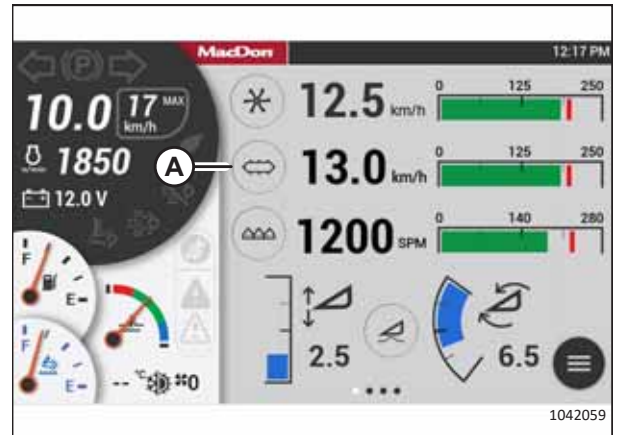 MacDon
12:17 PM
P
10.0 17 MAX km/h
n/min 1850
12.0 V
A
12.5 km/h
0 125 250
13.0 km/h
0 125 250
1200 SPM
0 140 280
F
E
F
E
-- °C
0
2.5
6.5
1042059